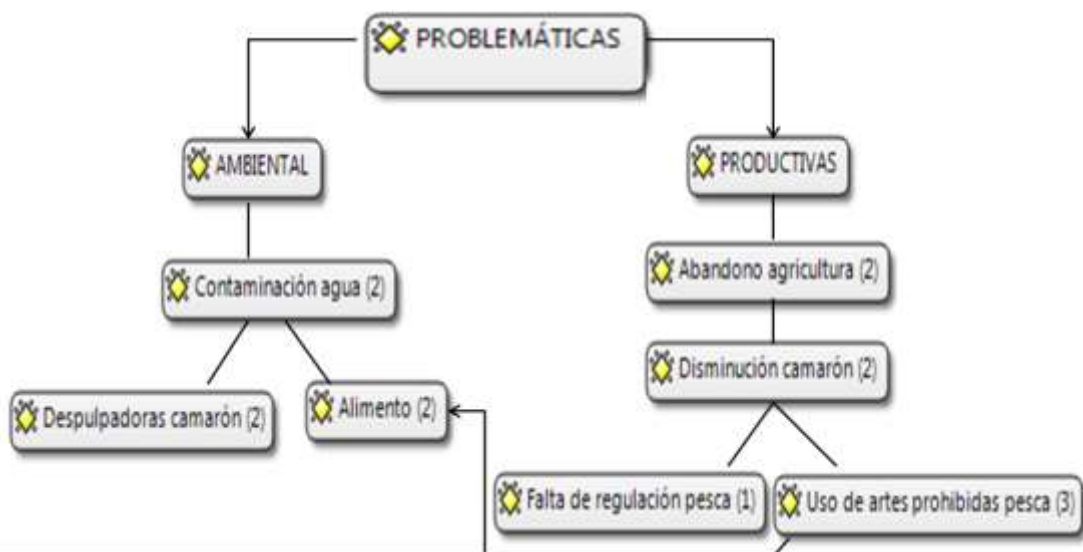 PROBLEMÁTICAS
AMBIENTAL
PRODUCTIVAS
Contaminación agua (2)
Abandono agricultura (2)
Disminución camarón (2)
Despulpadoras camarón (2)
Alimento (2)
Falta de regulación pesca (1)
Uso de artes prohibidas pesca (3)